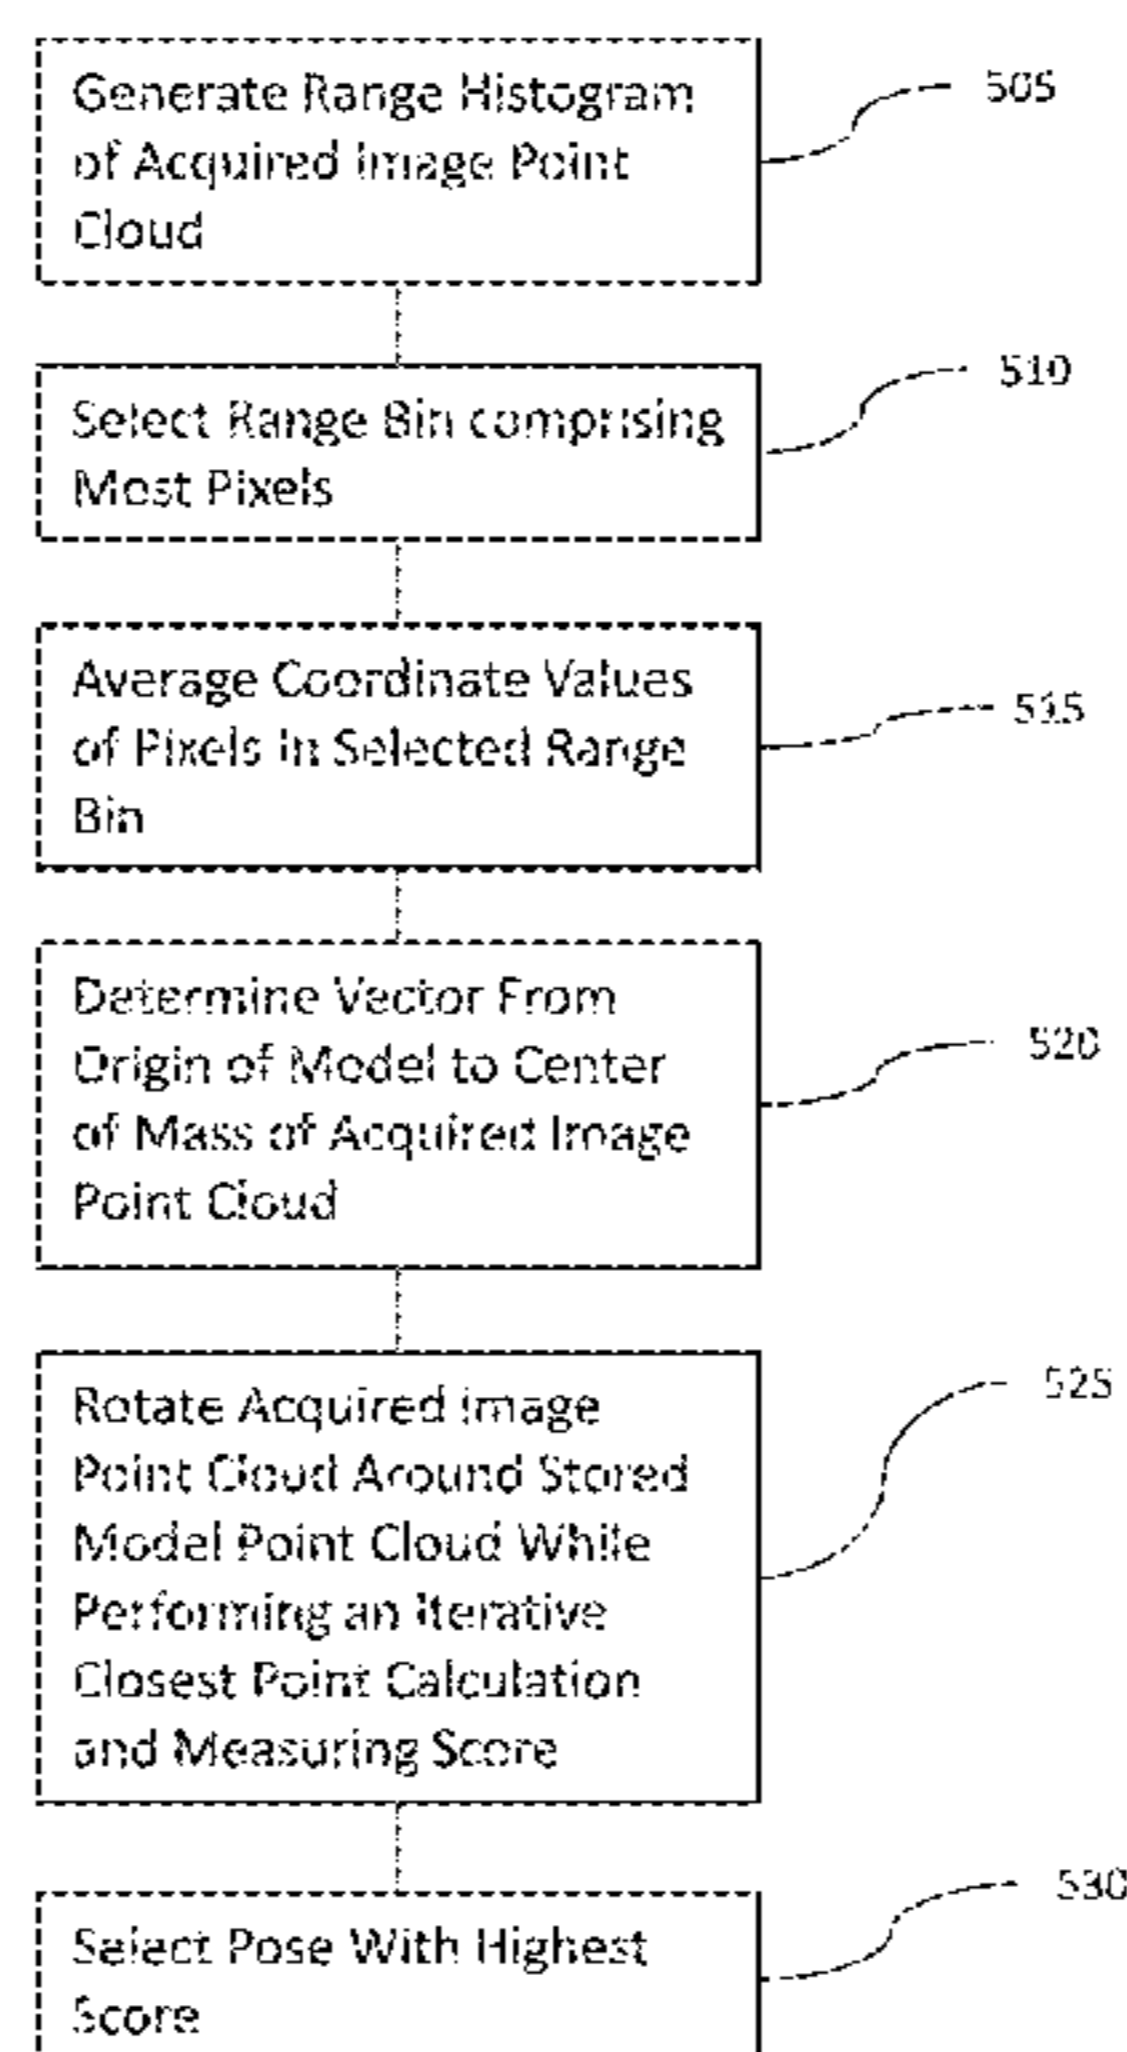 Generate Range Histogram
of Acquired Image Point
Cloud
505
Select Range Bin comprising
Most Pixels
510
Average Coordinate Values
of Pixels in Selected Range
Bin
515
Determine Vector From
Origin of Model to Center
of Mass of Acquired Image
Point Cloud
520
Rotate Acquired Image
Point Cloud Around Stored
Model Point Cloud While
Performing an Iterative
Closest Point Calculation
and Measuring Score
525
Select Pose With Highest
Score
530